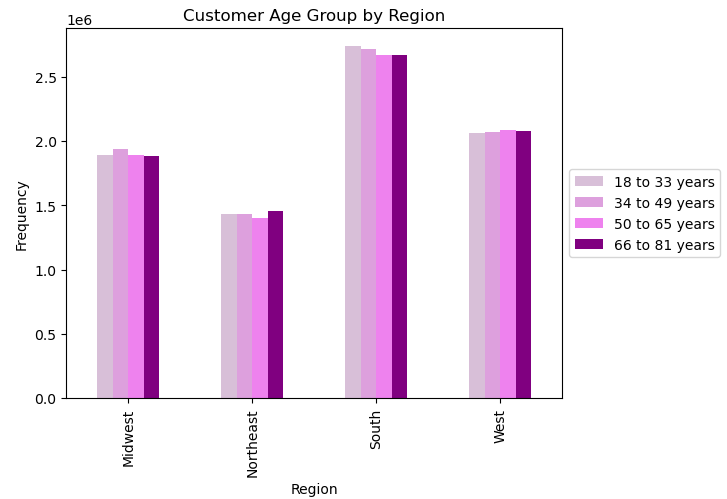 Customer Age Group by Region
1e6
2.5
2.0
1.5
1.0
0.5
0.0
Frequency
Midwest
Northeast
South
West
Region
18 to 33 years
34 to 49 years
50 to 65 years
66 to 81 years